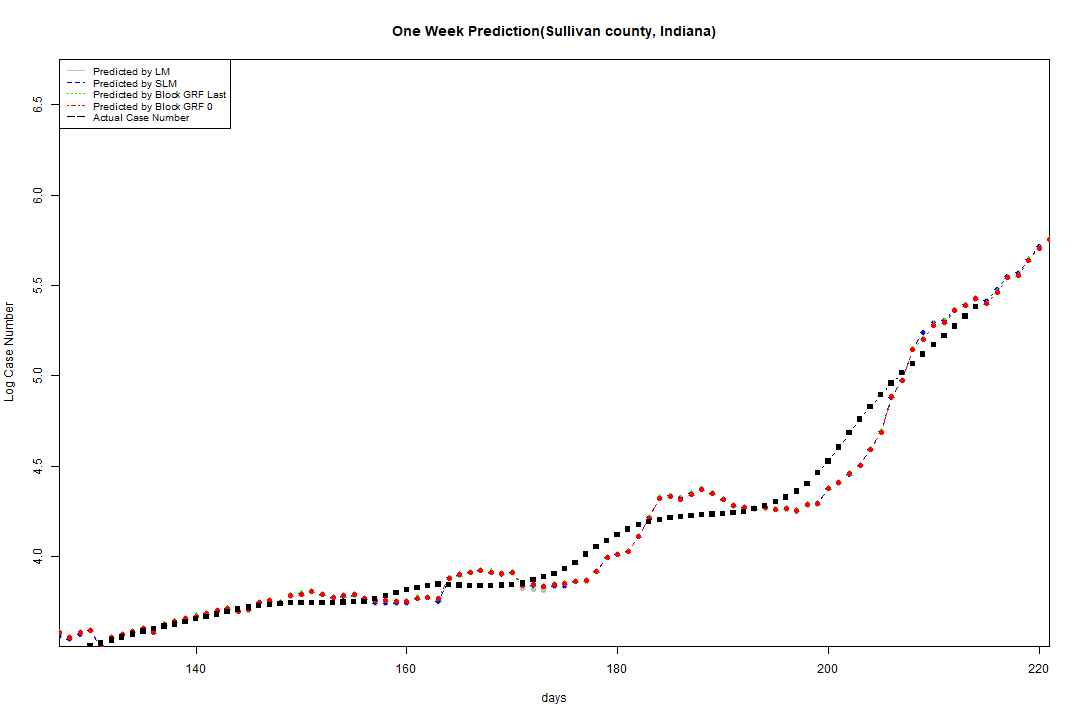 One Week Prediction(Sullivan county, Indiana)
Predicted by LM
Predicted by SLM
Predicted by Block GRF Last
Predicted by Block GRF 0
Actual Case Number
6.5
6.0
5.5
5.0
4.5
4.0
Log Case Number
140 160 180 200 220
days